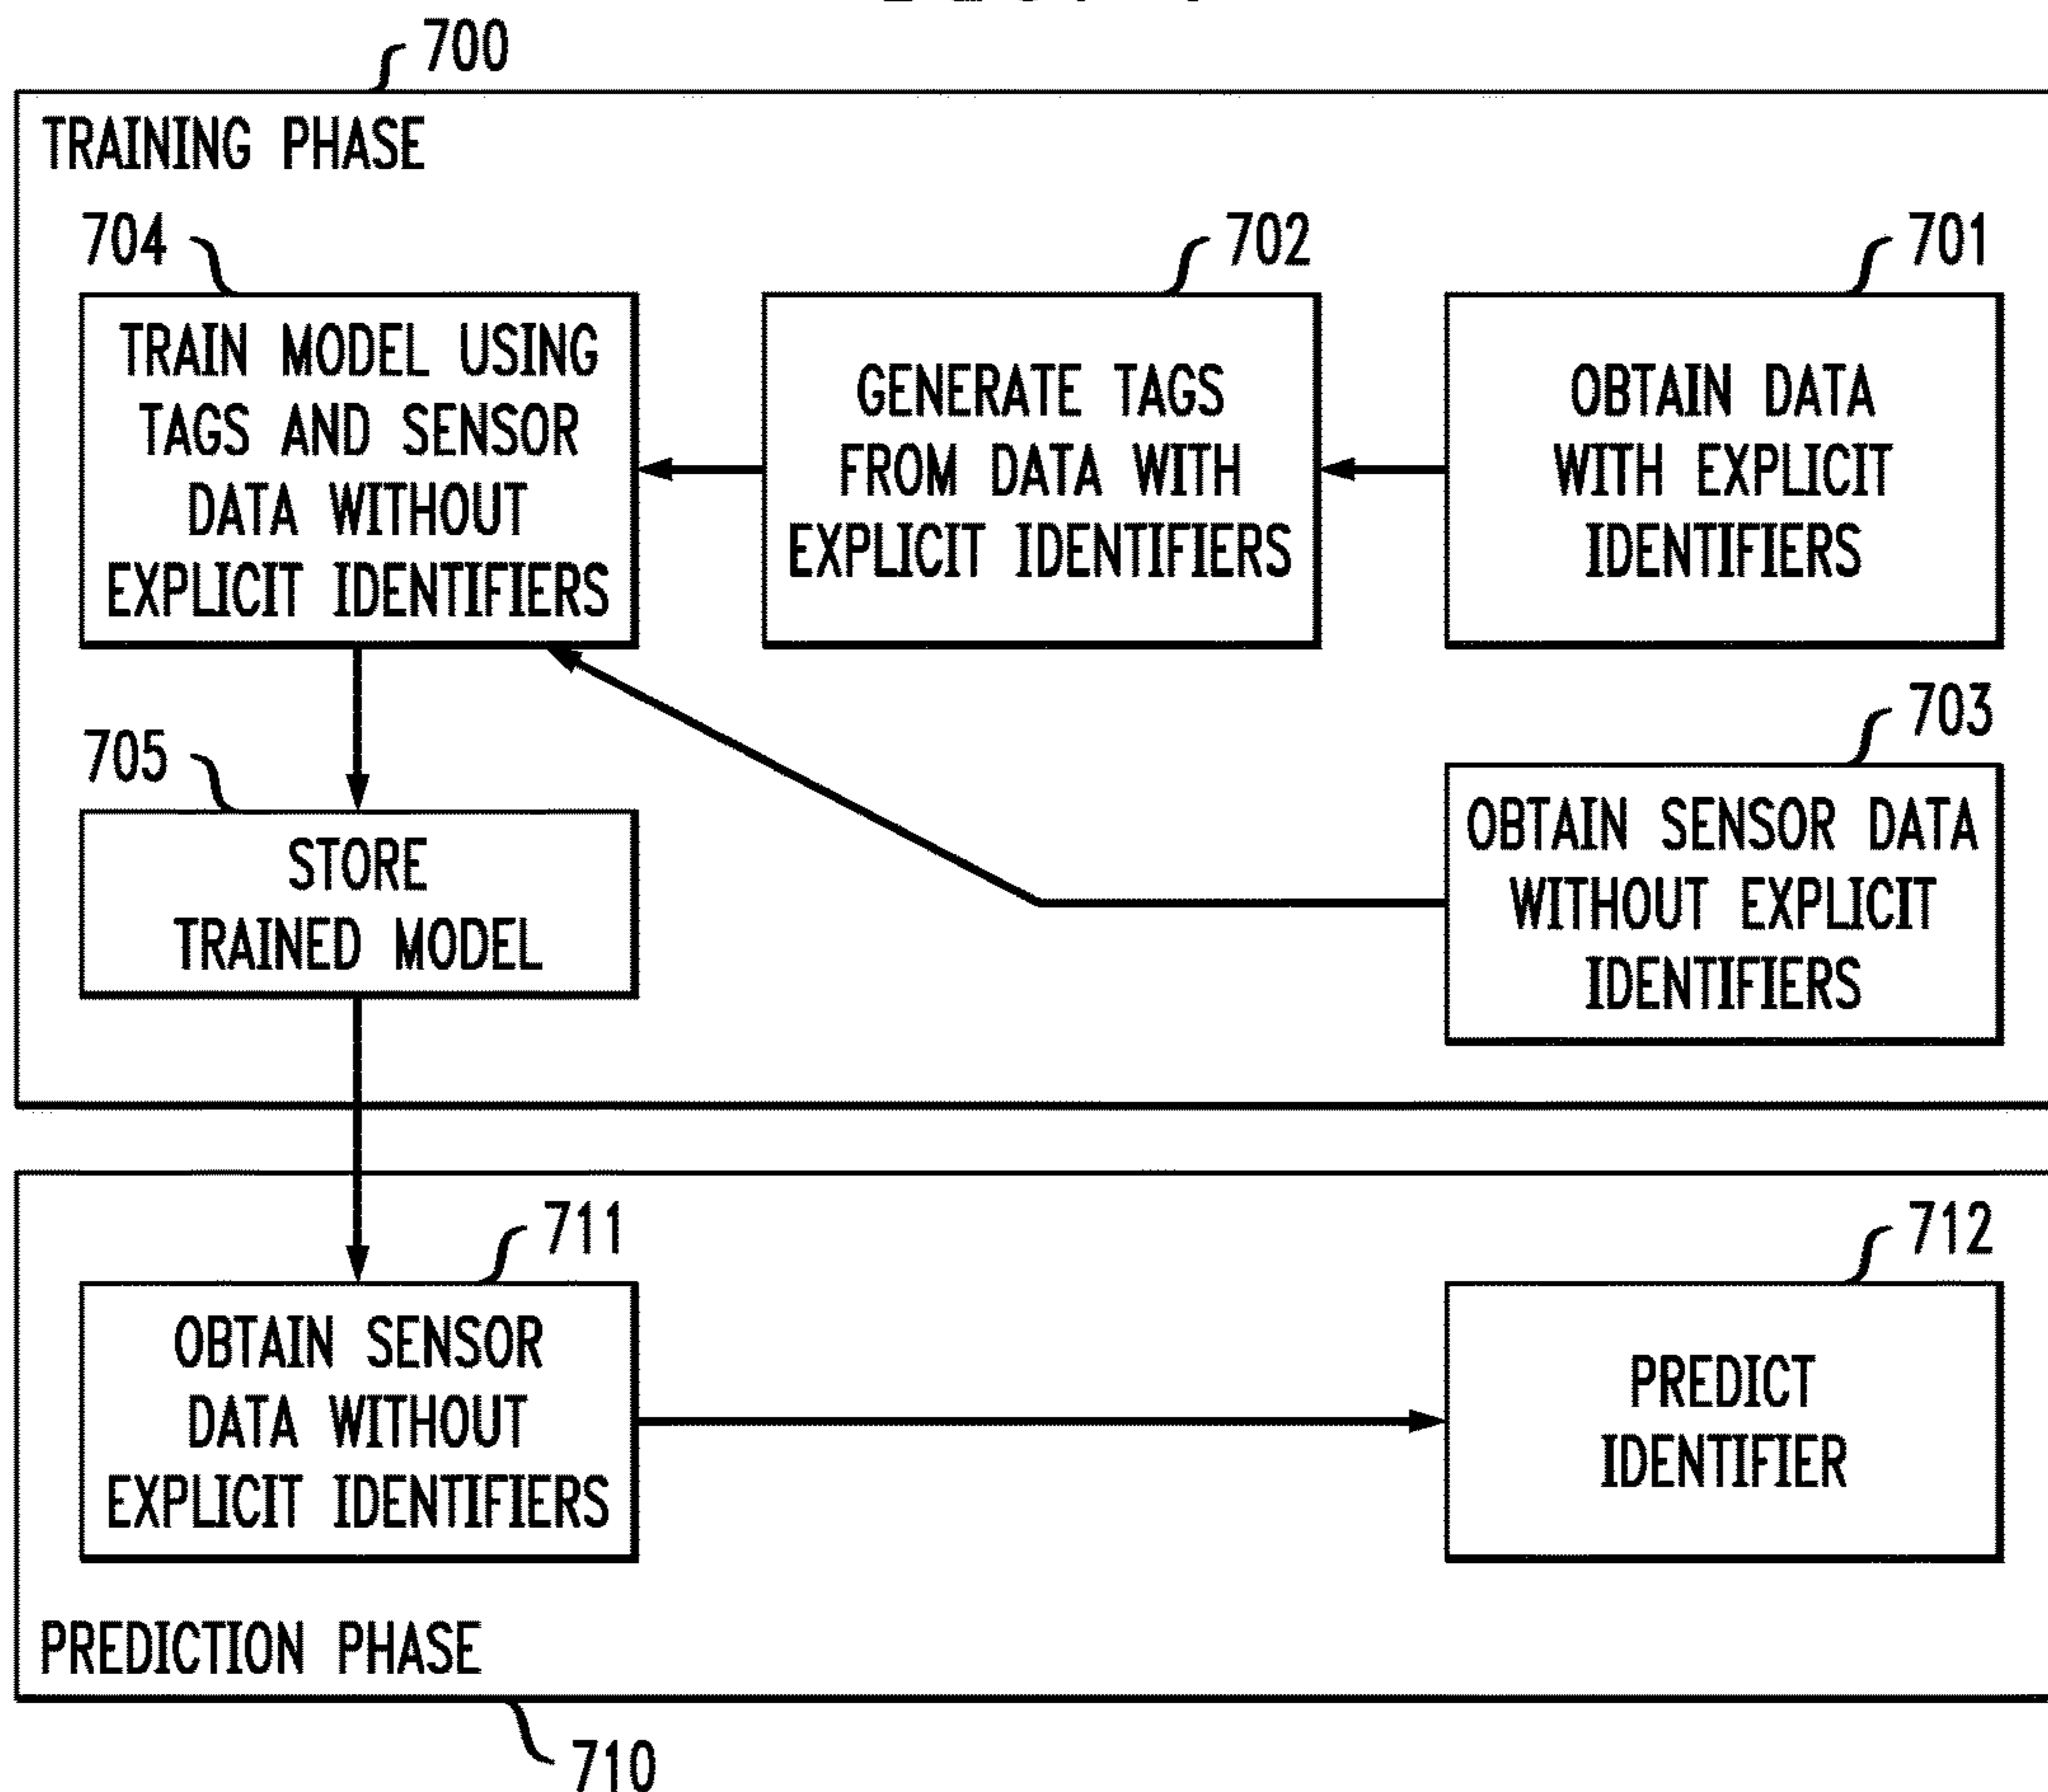 700
TRAINING PHASE
704
TRAIN MODEL USING
TAGS AND SENSOR
DATA WITHOUT
EXPLICIT IDENTIFIERS
702
GENERATE TAGS
FROM DATA WITH
EXPLICIT IDENTIFIERS
701
OBTAIN DATA
WITH EXPLICIT
IDENTIFIERS
705
STORE
TRAINED MODEL
703
OBTAIN SENSOR DATA
WITHOUT EXPLICIT
IDENTIFIERS
711
OBTAIN SENSOR
DATA WITHOUT
EXPLICIT IDENTIFIERS
712
PREDICT
IDENTIFIER
PREDICTION PHASE
710